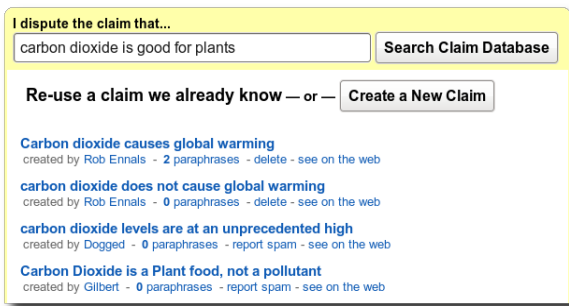 I dispute the claim that...
carbon dioxide is good for plants
Search Claim Database
Re-use a claim we already know — or — Create a New Claim
Carbon dioxide causes global warming
created by Rob Ennals - 2 paraphrases - delete - see on the web
carbon dioxide does not cause global warming
created by Rob Ennals - 0 paraphrases - delete - see on the web
carbon dioxide levels are at an unprecedented high
created by Dogged - 0 paraphrases - report spam - see on the web
Carbon Dioxide is a Plant food, not a pollutant
created by Gilbert - 0 paraphrases - report spam - see on the web